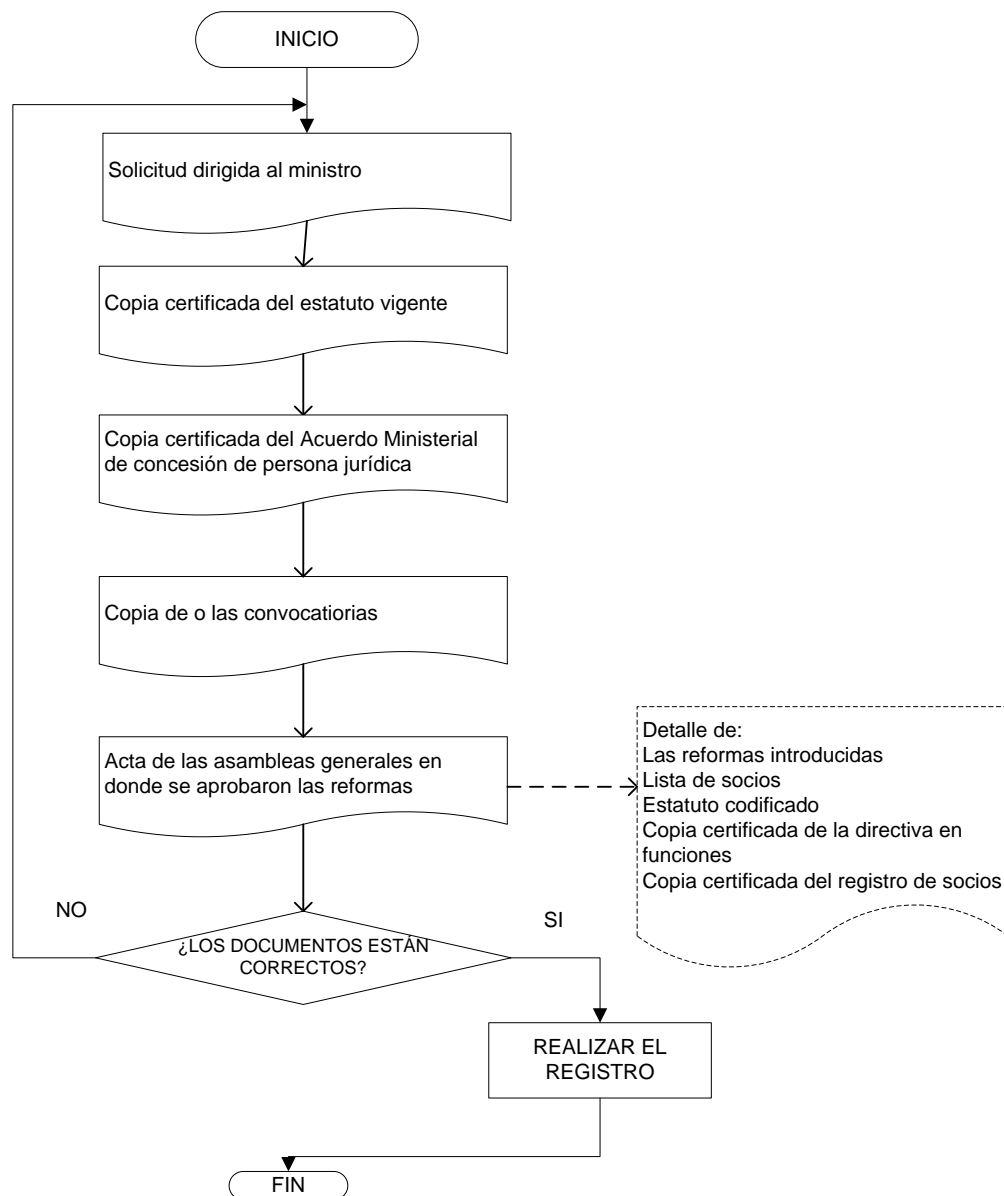 INICIO
Solicitud dirigida al ministro
Copia certificada del estatuto vigente
Copia certificada del Acuerdo Ministerial
de concesión de persona jurídica
Copia de o las convocatiorias
Acta de las asambleas generales en
donde se aprobaron las reformas
Detalle de:
Las reformas introducidas
Lista de socios
Estatuto codificado
Copia certificada de la directiva en
funciones
Copia certificada del registro de socios
NO
SI
¿LOS DOCUMENTOS ESTÁN
CORRECTOS?
REALIZAR EL
REGISTRO
FIN